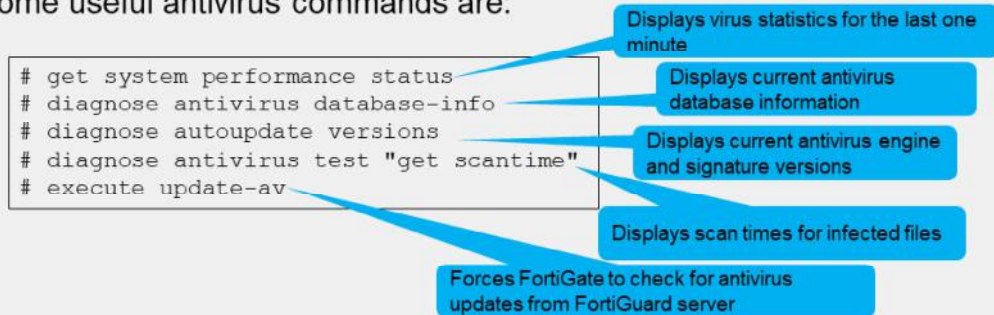 ome useful antivirus commands are:
# get system performance status
# diagnose antivirus database-info
# diagnose autoupdate versions
# diagnose antivirus test "get scantime"
# execute update-av
Displays virus statistics for the last one
minute
Displays current antivirus
database information
Displays current antivirus engine
and signature versions
Displays scan times for infected files
Forces FortiGate to check for antivirus
updates from FortiGuard server